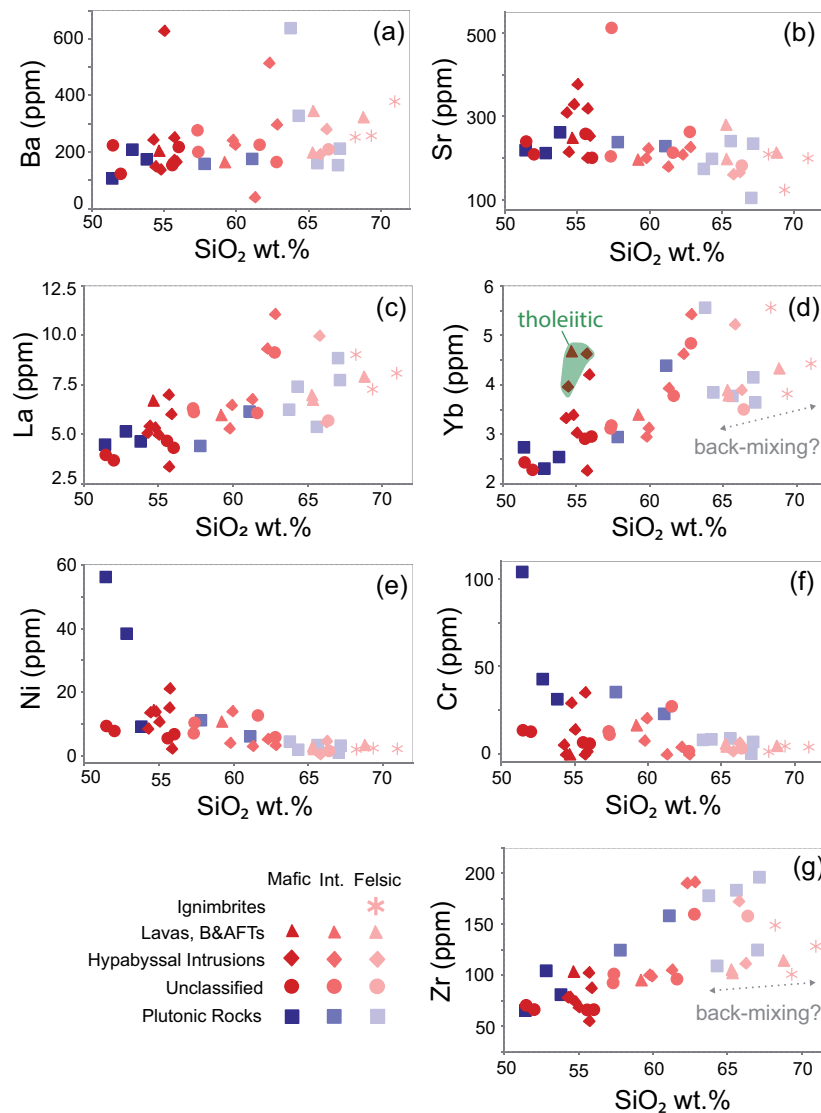 (a)
Ba (ppm)
600
400
200
0
50 55 60 65 70
SiO₂ wt.%
(b)
Sr (ppm)
500
300
100
50 55 60 65 70
SiO₂ wt.%
(c)
La (ppm)
12.5
10.0
7.5
5.0
2.5
50 55 60 65 70
SiO₂ wt.%
(d)
Yb (ppm)
6
5
4
3
2
tholeiitic
back-mixing?
50 55 60 65 70
SiO₂ wt.%
(e)
Ni (ppm)
60
40
20
0
50 55 60 65 70
SiO₂ wt.%
(f)
Cr (ppm)
100
50
0
50 55 60 65 70
SiO₂ wt.%
Mafic Int. Felsic
Ignimbrites
Lavas, B&AFTs
Hypabyssal Intrusions
Unclassified
Plutonic Rocks
(g)
Zr (ppm)
200
150
100
75
50
back-mixing?
50 55 60 65 70
SiO₂ wt.%